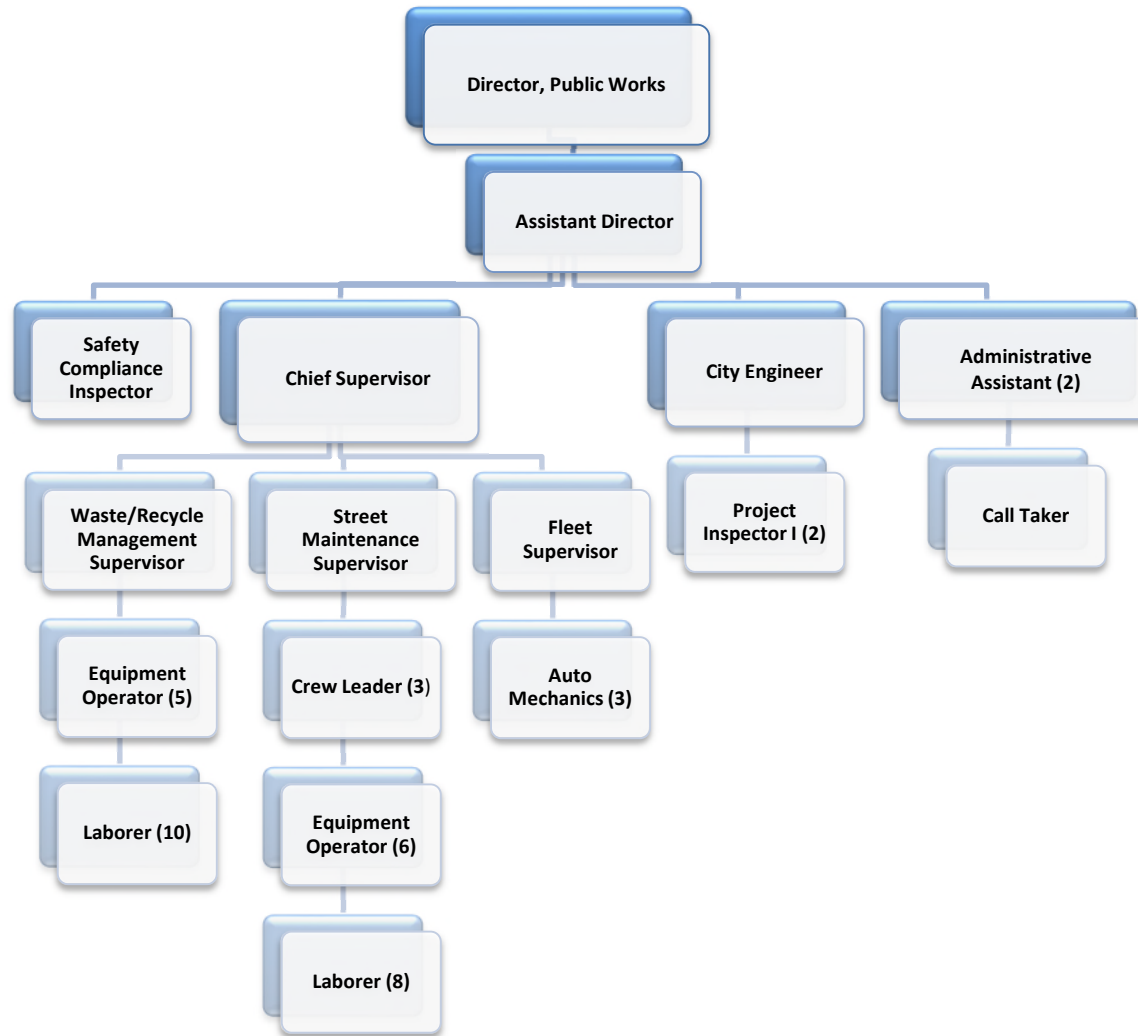 Director, Public Works
Assistant Director
Safety
Compliance
Inspector
Chief Supervisor
City Engineer
Administrative
Assistant (2)
Waste/Recycle
Management
Supervisor
Street
Maintenance
Supervisor
Fleet
Supervisor
Project
Inspector I (2)
Call Taker
Equipment
Operator (5)
Crew Leader (3)
Auto
Mechanics (3)
Laborer (10)
Equipment
Operator (6)
Laborer (8)